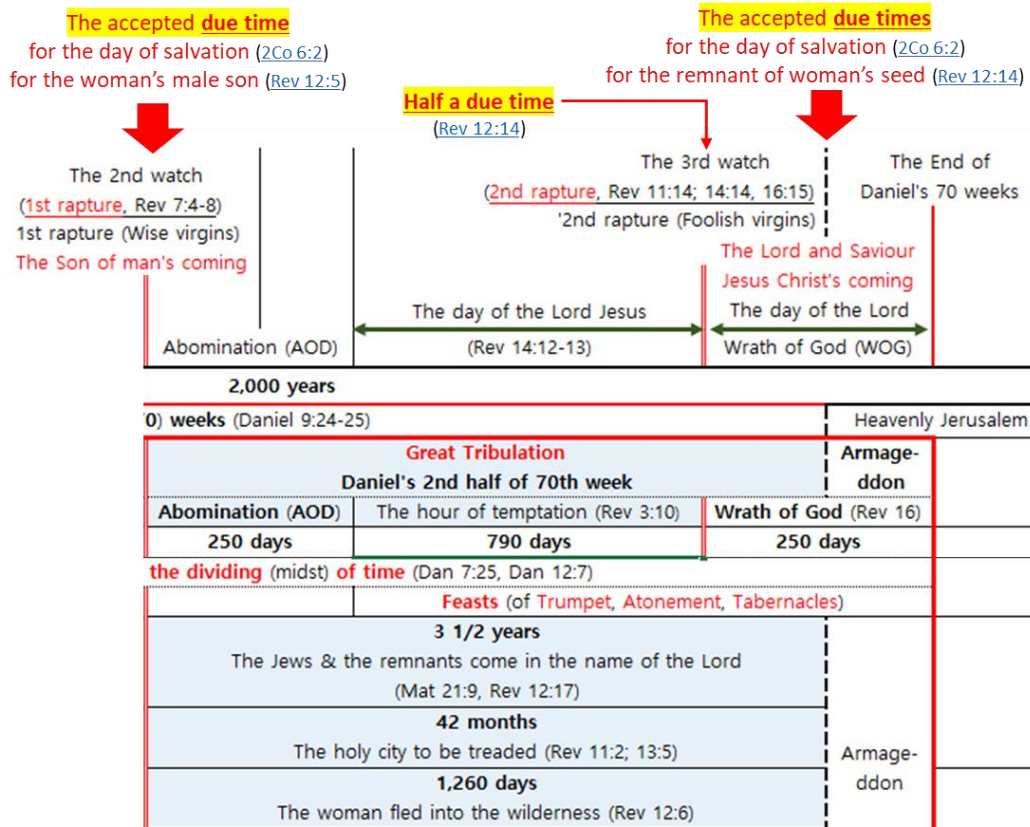 The accepted due time
for the day of salvation (2Co 6:2)
for the woman's male son (Rev 12:5)
The accepted due times
for the day of salvation (2Co 6:2)
for the remnant of woman's seed (Rev 12:14)
Half a due time
(Rev 12:14)
The 2nd watch
(1st rapture, Rev 7:4-8)
1st rapture (Wise virgins)
The Son of man's coming
The 3rd watch
(2nd rapture, Rev 11:14; 14:14, 16:15)
'2nd rapture (Foolish virgins)
The End of
Daniel's 70 weeks
The Lord and Saviour
Jesus Christ's coming
Abomination (AOD)
The day of the Lord Jesus
(Rev 14:12-13)
The day of the Lord
Wrath of God (WOG)
2,000 years
0) weeks (Daniel 9:24-25)
Heavenly Jerusalem
Great Tribulation
Daniel's 2nd half of 70th week
Armage-
ddon
Abomination (AOD)
The hour of temptation (Rev 3:10)
Wrath of God (Rev 16)
250 days
790 days
250 days
the dividing (midst) of time (Dan 7:25, Dan 12:7)
Feasts (of Trumpet, Atonement, Tabernacles)
3 1/2 years
The Jews & the remnants come in the name of the Lord
(Mat 21:9, Rev 12:17)
42 months
The holy city to be treaded (Rev 11:2; 13:5)
1,260 days
The woman fled into the wilderness (Rev 12:6)
Armage-
ddon